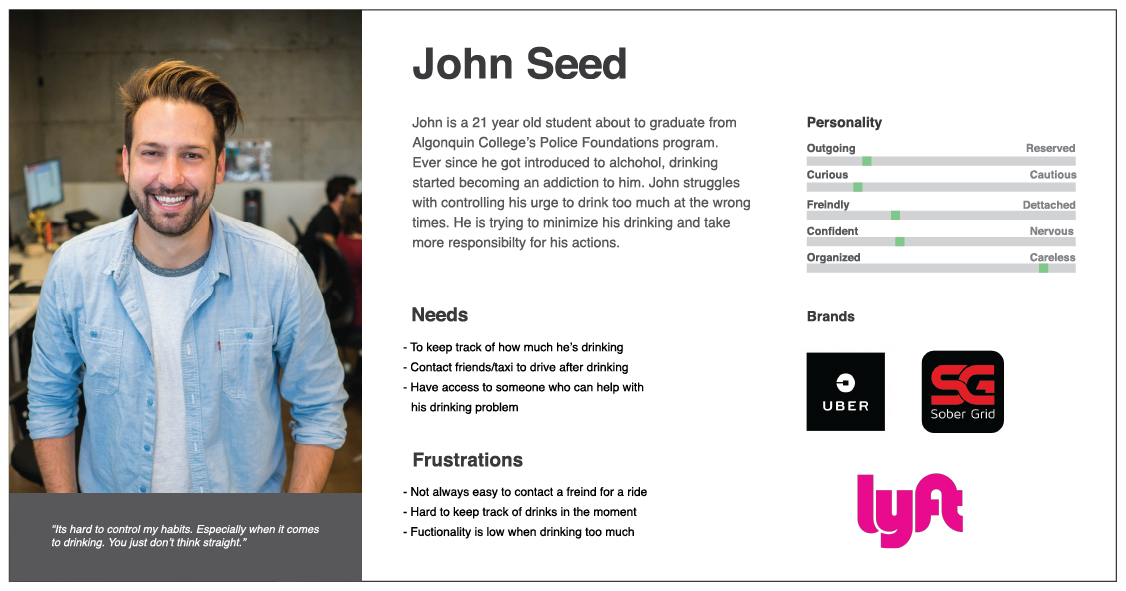 John Seed
John is a 21 year old student about to graduate from
Algonquin College's Police Foundations program.
Ever since he got introduced to alchohol, drinking
started becoming an addiction to him. John struggles
with controlling his urge to drink too much at the wrong
times. He is trying to minimize his drinking and take
more responsibilty for his actions.
Needs
- To keep track of how much he's drinking
- Contact friends/taxi to drive after drinking
- Have access to someone who can help with
his drinking problem
Frustrations
- Not always easy to contact a freind for a ride
- Hard to keep track of drinks in the moment
- Fuctionality is low when drinking too much
Personality
Outgoing Reserved
Curious Cautious
Freindly Dettached
Confident Nervous
Organized Careless
Brands
UBER
SG
Sober Grid
lyft
"Its hard to control my habits. Especially when it comes
to drinking. You just don't think straight."